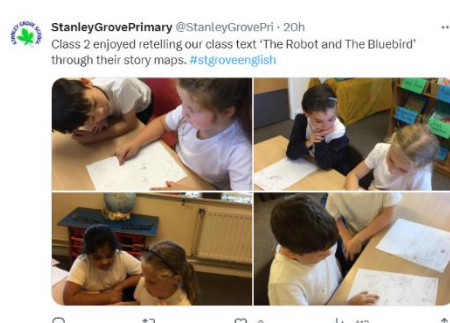 StanleyGrovePrimary @StanleyGrovePri · 20h
Class 2 enjoyed retelling our class text ‘The Robot and The Bluebird’
through their story maps. #stgroveenglish